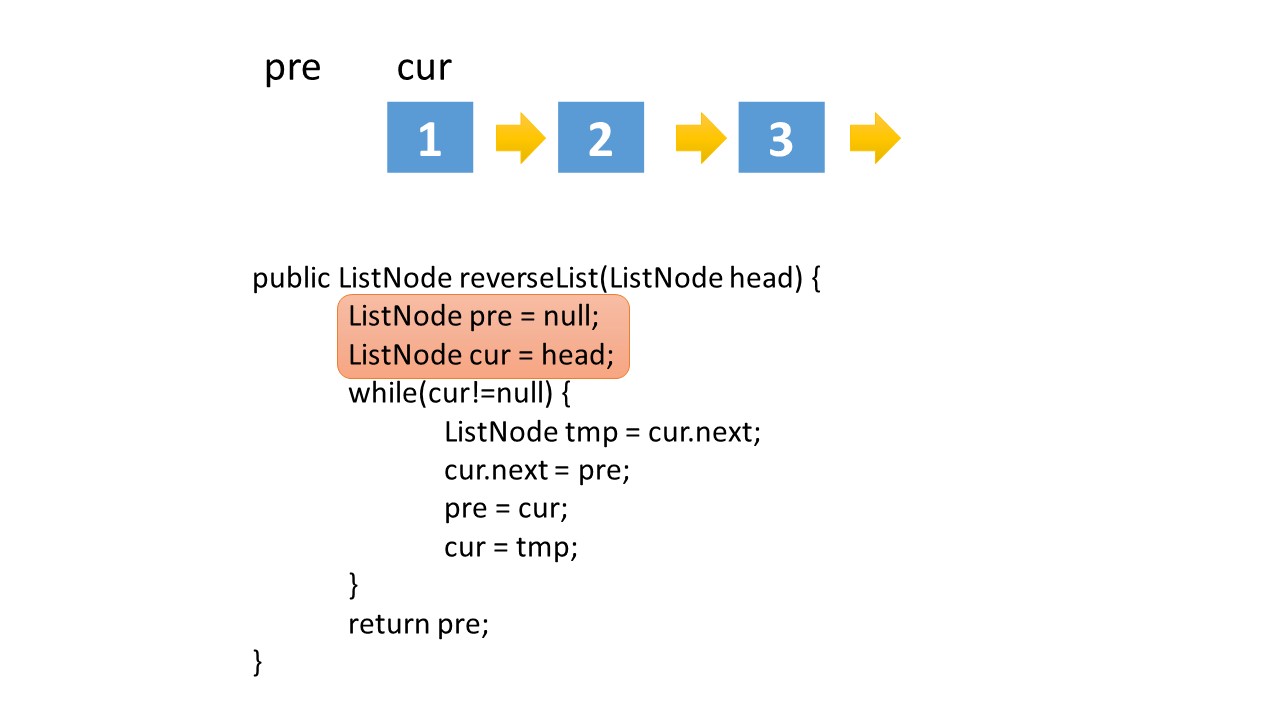 pre cur
1 2 3
public ListNode reverseList(ListNode head) {
ListNode pre = null;
ListNode cur = head;
while(cur!=null) {
ListNode tmp = cur.next;
cur.next = pre;
pre = cur;
cur = tmp;
}
return pre;
}